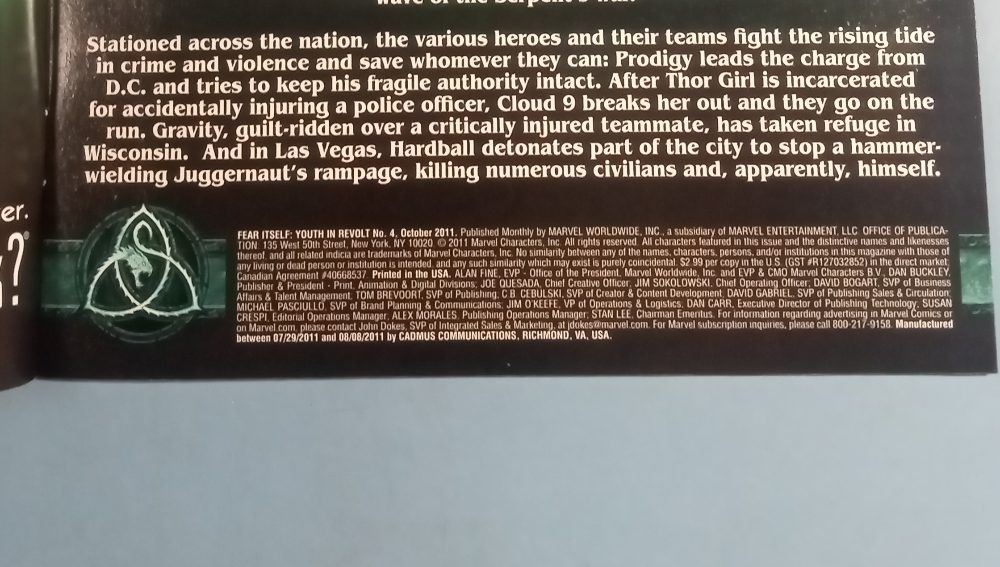 wave of the Serpent's war.
Stationed across the nation, the various heroes and their teams fight the rising tide
in crime and violence and save whomever they can: Prodigy leads the charge from
D.C. and tries to keep his fragile authority intact. After Thor Girl is incarcerated
for accidentally injuring a police officer, Cloud 9 breaks her out and they go on the
run. Gravity, guilt-ridden over a critically injured teammate, has taken refuge in
Wisconsin. And in Las Vegas, Hardball detonates part of the city to stop a hammer-
wielding Juggernaut's rampage, killing numerous civilians and, apparently, himself.
er.
?
FEAR ITSELF: YOUTH IN REVOLT No. 4. October 2011. Published Monthly by MARVEL WORLDWIDE, INC., a subsidiary of MARVEL ENTERTAINMENT, LLC. OFFICE OF PUBLICA-
TION: 135 West 50th Street, New York, NY 10020. © 2011 Marvel Characters, Inc. All rights reserved. All characters featured in this issue and the distinctive names and likenesses
thereof, and all related indicia are trademarks of Marvel Characters, Inc. No similarity between any of the names, characters, persons, and/or institutions in this magazine with those of
any living or dead person or institution is intended, and any such similarity which may exist is purely coincidental. $2.99 per copy in the U.S. (GST #R127032852) in the direct market;
Canadian Agreement #40668537. Printed in the USA. ALAN FINE, EVP - Office of the President, Marvel Worldwide, Inc. and EVP & CMO Marvel Characters B.V.; DAN BUCKLEY,
Publisher & President - Print, Animation & Digital Divisions; JOE QUESADA, Chief Creative Officer; JIM SOKOLOWSKI, Chief Operating Officer; DAVID BOGART, SVP of Business
Affairs & Talent Management; TOM BREVOORT, SVP of Publishing; C.B. CEBULSKI, SVP of Creator & Content Development; DAVID GABRIEL, SVP of Publishing Sales & Circulation;
MICHAEL PASCIULLO, SVP of Brand Planning & Communications; JIM O'KEEFE, VP of Operations & Logistics; DAN CARR, Executive Director of Publishing Technology; SUSAN
CRESPI, Editorial Operations Manager; ALEX MORALES, Publishing Operations Manager; STAN LEE, Chairman Emeritus. For information regarding advertising in Marvel Comics or
on Marvel.com, please contact John Dokes, SVP of Integrated Sales & Marketing, at jdokes@marvel.com. For Marvel subscription inquiries, please call 800-217-9158. Manufactured
between 07/29/2011 and 08/08/2011 by CADMUS COMMUNICATIONS, RICHMOND, VA, USA.